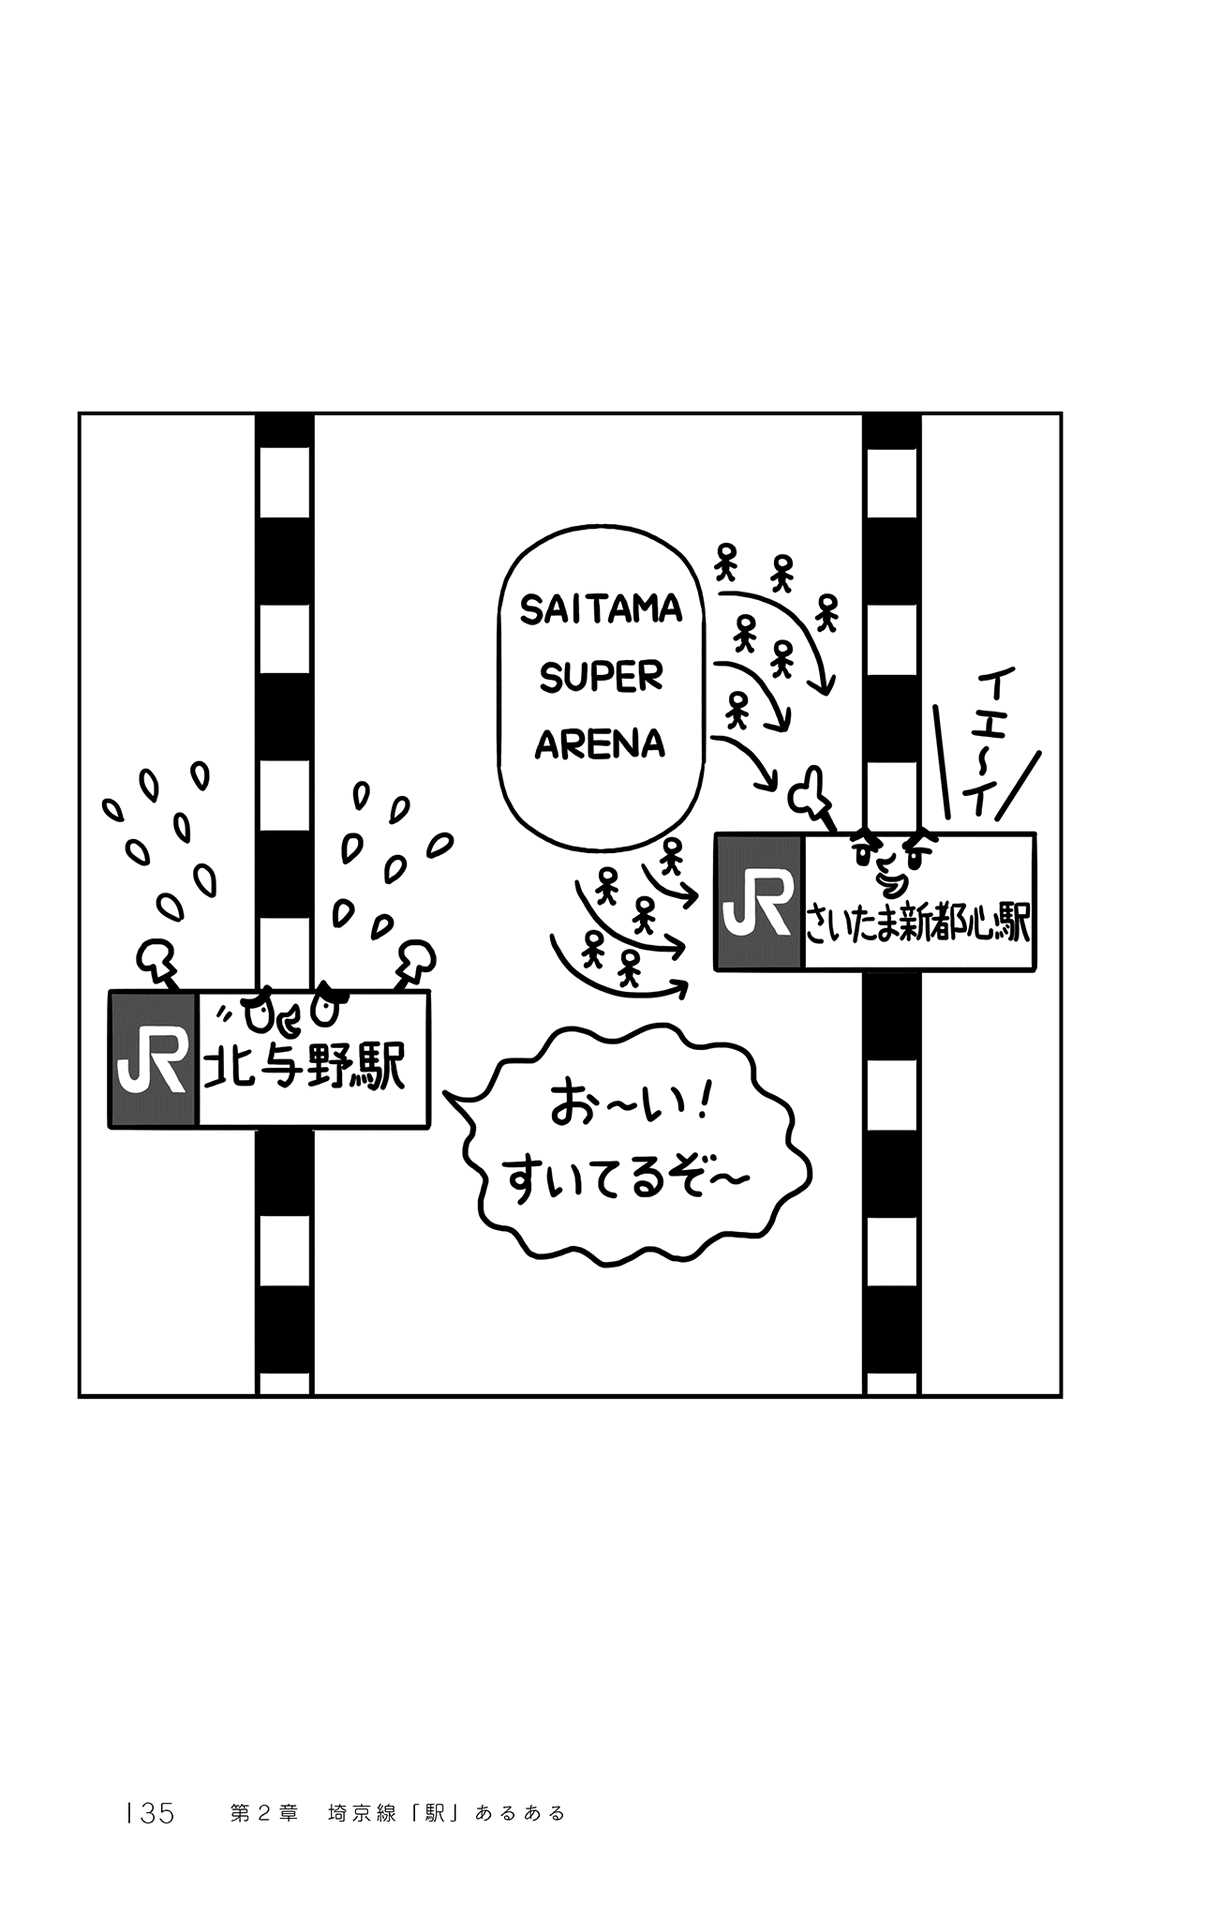 SAITAMA
SUPER
ARENA
イエ〜イ
JR さいたま新都心駅
JR 北与野駅
お〜い!
すいてるぞ〜
135 第2章 埼京線「駅」あるある